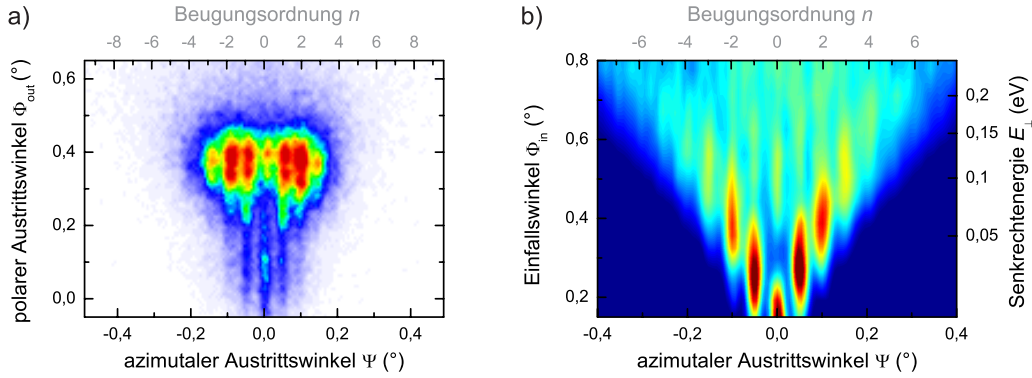 a)
Beugungsordnung n
-8 -6 -4 -2 0 2 4 6 8
polarer Austrittswinkel Φout (°)
0,6
0,4
0,2
0,0
-0,4 -0,2 0,0 0,2 0,4
azimutaler Austrittswinkel Ψ (°)
b)
Beugungsordnung n
-6 -4 -2 0 2 4 6
Einfallswinkel Φin (°)
0,8
0,6
0,4
0,2
0,2
0,15
0,10
0,05
Semkrechtenergie E⊥ (eV)
-0,4 -0,2 0,0 0,2 0,4
azimutaler Austrittswinkel Ψ (°)